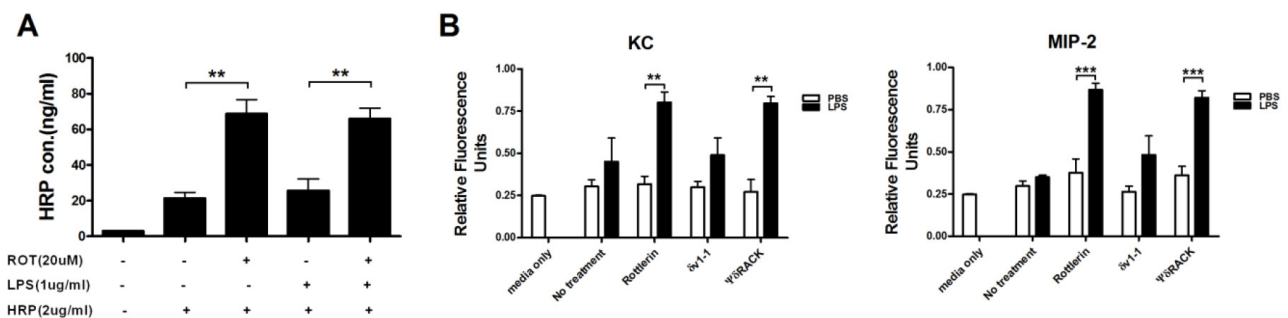 A
HRP con.(ng/ml)
100
80
60
40
20
0
**
**
ROT(20uM) - - + - +
LPS(1ug/ml) - - - + +
HRP(2ug/ml) - + + + +
B
KC
Relative Fluorescence
Units
1.00
0.75
0.50
0.25
0.00
**
**
PBS
LPS
media only
No treatment
Rottlerin
δv1-1
ΨδRACK
MIP-2
Relative Fluorescence
Units
1.00
0.75
0.50
0.25
0.00
***
***
PBS
LPS
media only
No treatment
Rottlerin
δv1-1
ΨδRACK